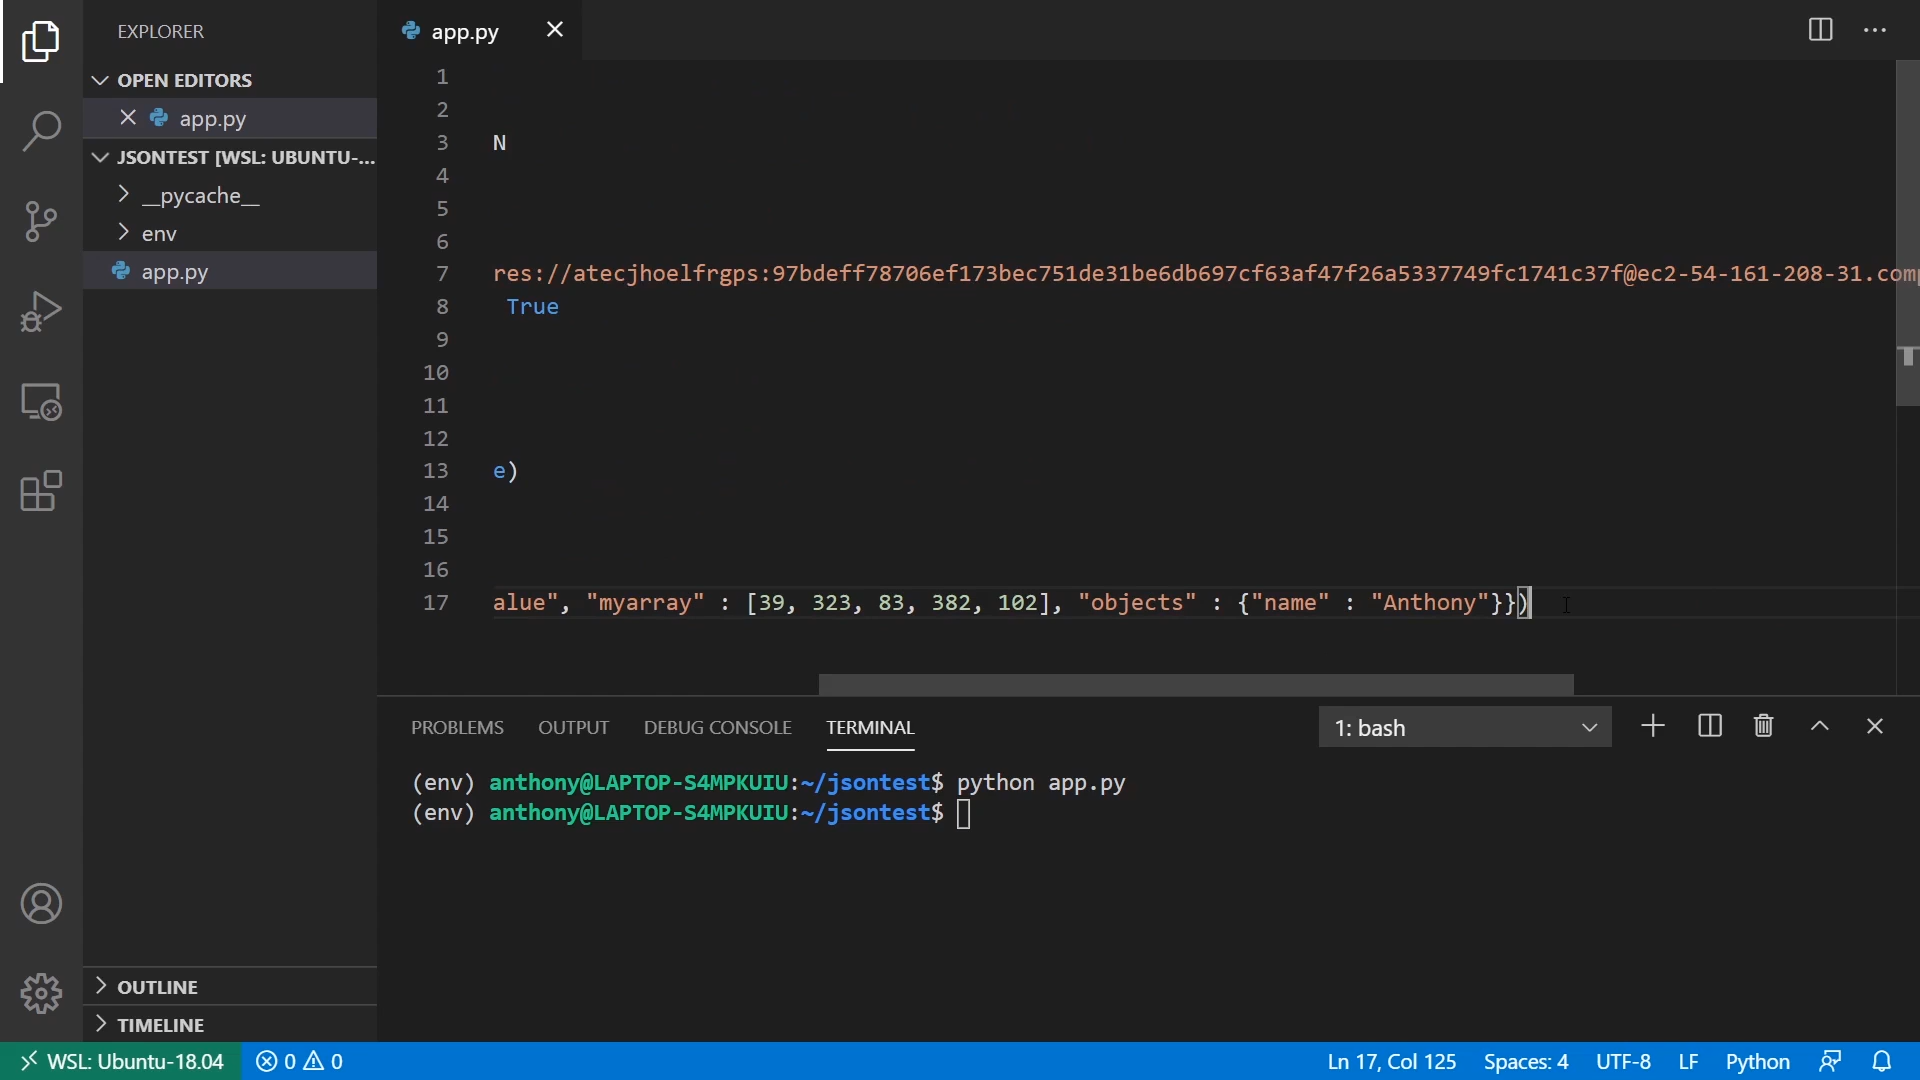 EXPLORER
OPEN EDITORS
app.py
JSONTEST [WSL: UBUNTU-...
__pycache__
env
app.py
OUTLINE
TIMELINE
app.py
1
2
3 N
4
5
6
7 res://atecjhoelfrgps:97bdeff78706ef173bec751de31be6db697cf63af47f26a5337749fc1741c37f@ec2-54-161-208-31.comp
8 True
9
10
11
12
13 e)
14
15
16
17 alue", "myarray" : [39, 323, 83, 382, 102], "objects" : {"name" : "Anthony"}})
PROBLEMS OUTPUT DEBUG CONSOLE TERMINAL 1: bash
(env) anthony@LAPTOP-S4MPKUIU:~/jsontest$ python app.py
(env) anthony@LAPTOP-S4MPKUIU:~/jsontest$
WSL: Ubuntu-18.04 0 0 Ln 17, Col 125 Spaces: 4 UTF-8 LF Python